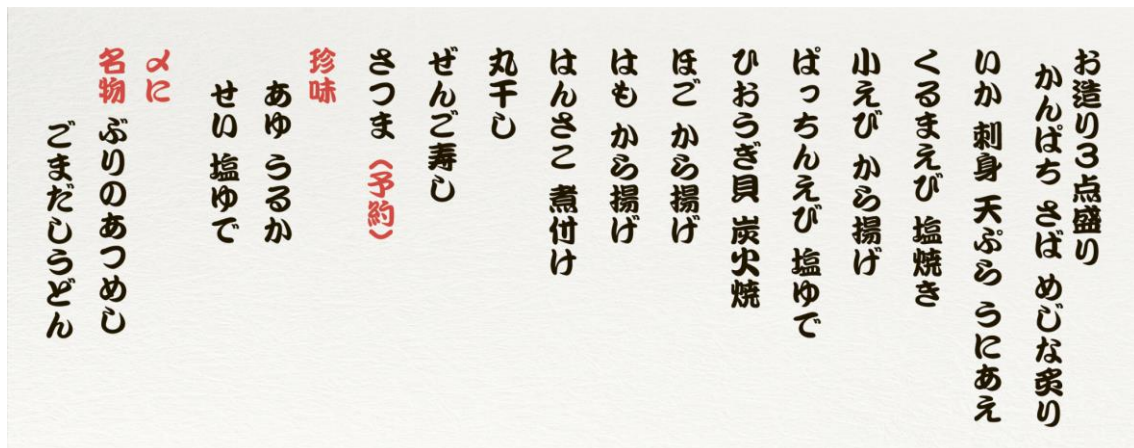 お造り3点盛り
かんぱち さば めじな炙り
いか 刺身 天ぷら うにあえ
くるまえび 塩焼き
小えび から揚げ
ぱっちんえび 塩ゆで
ひおうぎ貝 炭火焼
ほご から揚げ
はも から揚げ
はんさこ 煮付け
丸干し
ぜんご寿し
さつま（予約）
珍味
あゆ うるか
せい 塩ゆで
〆に
名物 ぶりのあつめし
ごまだしうどん